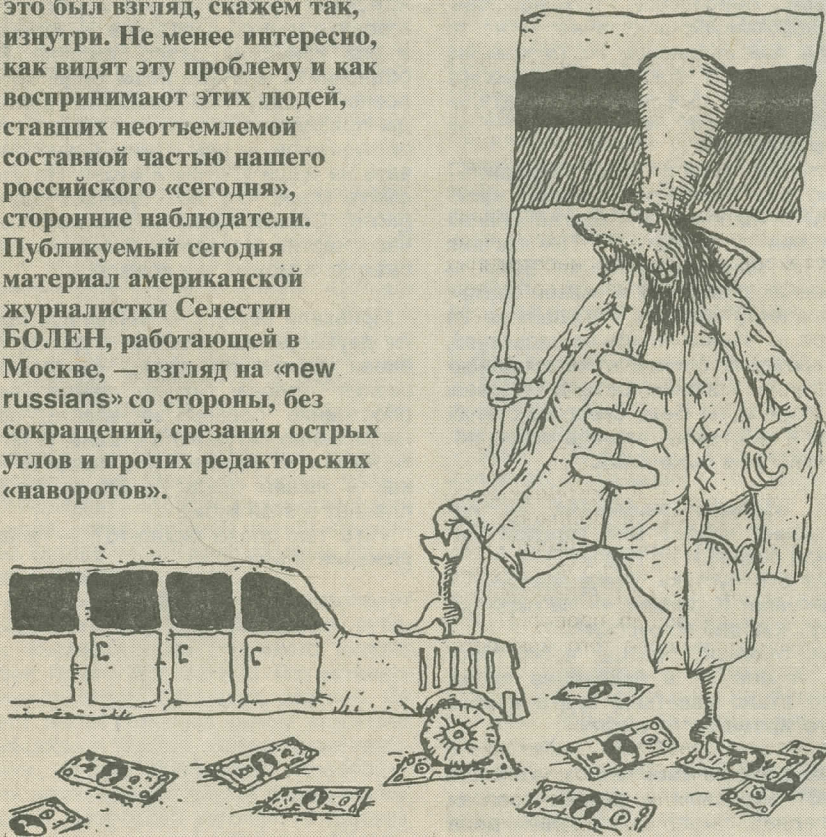 это был взгляд, скажем так,
изнутри. Не менее интересно,
как видят эту проблему и как
воспринимают этих людей,
ставших неотъемлемой
составной частью нашего
российского «сегодня»,
сторонние наблюдатели.
Публикуемый сегодня
материал американской
журналистки Селестин
БОЛЕН, работающей в
Москве, — взгляд на «new
russians» со стороны, без
сокращений, срезания острых
углов и прочих редакторских
«наворотов».